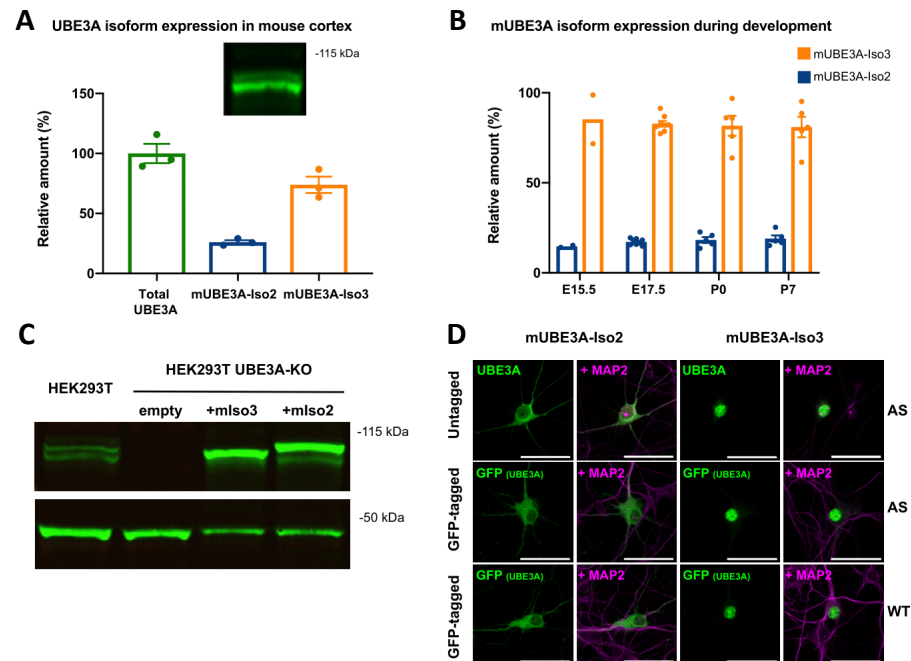 A
UBE3A isoform expression in mouse cortex
-115 kDa
Relative amount (%)
150
100
50
0
Total
UBE3A
mUBE3A-Iso2
mUBE3A-Iso3
B
mUBE3A isoform expression during development
mUBE3A-Iso3
mUBE3A-Iso2
Relative amount (%)
100
50
0
E15.5
E17.5
P0
P7
C
HEK293T
HEK293T UBE3A-KO
empty
+mIso3
+mIso2
-115 kDa
-50 kDa
D
mUBE3A-Iso2
mUBE3A-Iso3
Untagged
UBE3A
+ MAP2
UBE3A
+ MAP2
AS
GFP-tagged
GFP (UBE3A)
+ MAP2
GFP (UBE3A)
+ MAP2
AS
GFP-tagged
GFP (UBE3A)
+ MAP2
GFP (UBE3A)
+ MAP2
WT